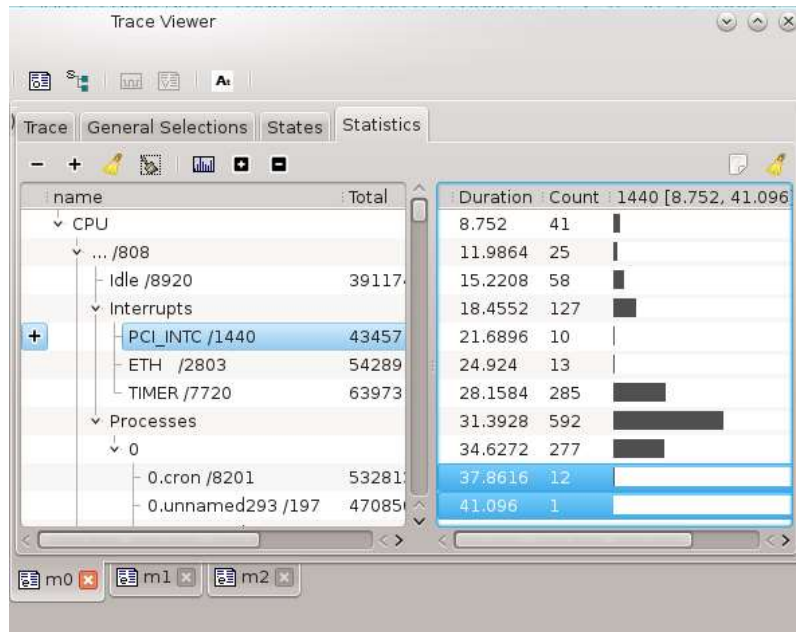 Trace Viewer
At
Trace General Selections States Statistics
name Total Duration Count 1440 [8.752, 41.096
CPU 8.752 41
... /808 11.9864 25
Idle /8920 39117 15.2208 58
Interrupts 18.4552 127
PCI_INTC /1440 43457 21.6896 10
ETH /2803 54289 24.924 13
TIMER /7720 63973 28.1584 285
Processes 31.3928 592
0 34.6272 277
0.cron /8201 53281 37.8616 12
0.unnamed293 /197 47085 41.096 1
m0 m1 m2